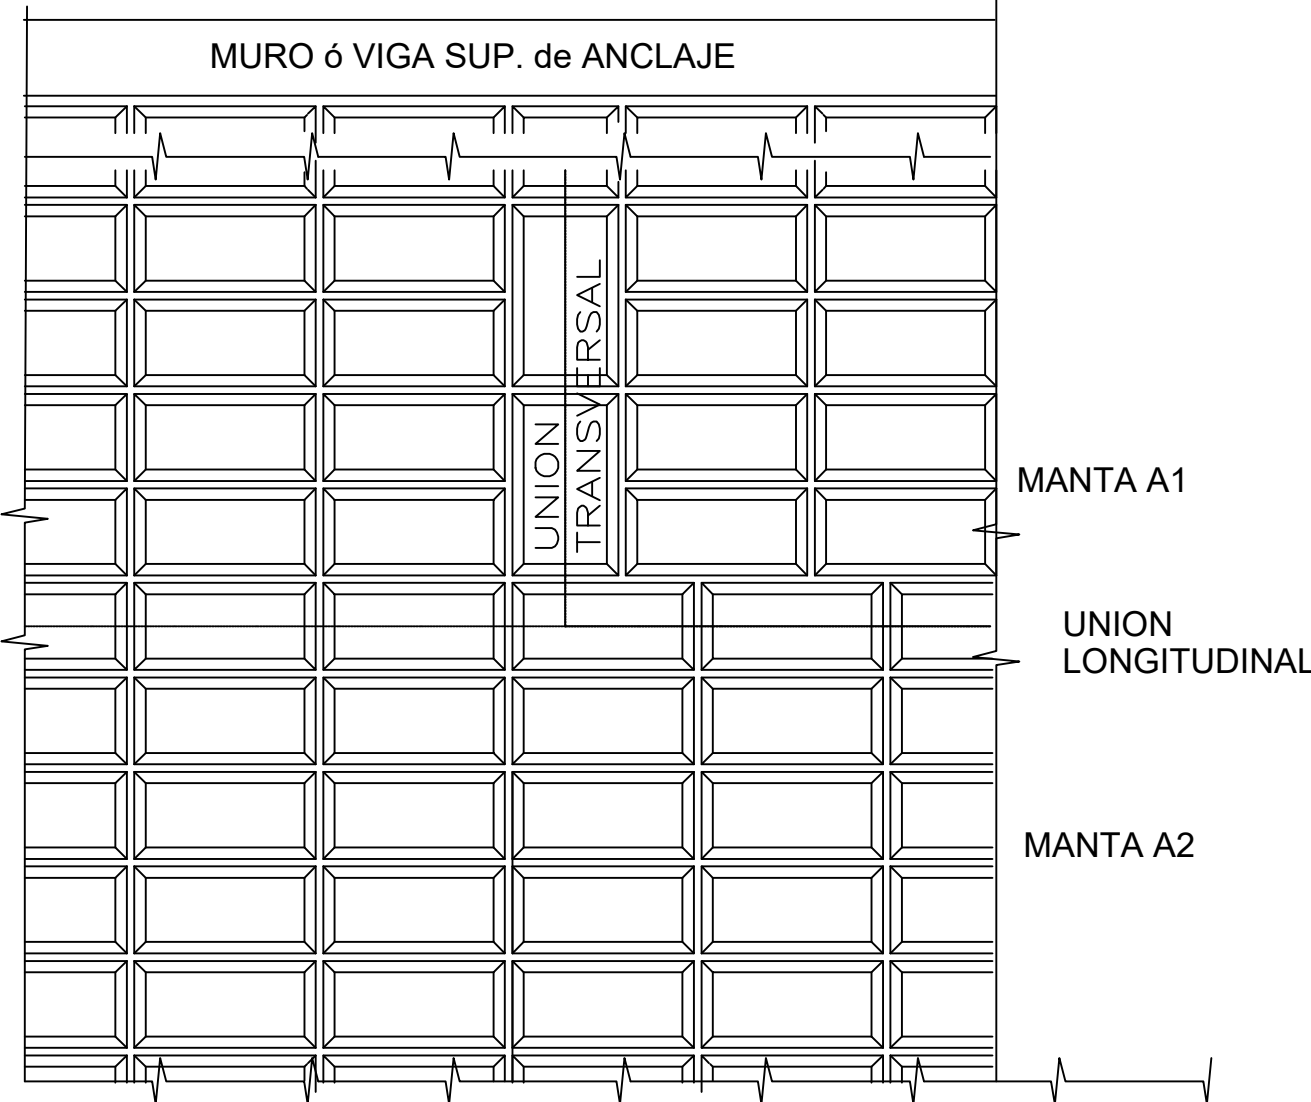 MURO ó VIGA SUP. de ANCLAJE
UNION
TRANSVERSAL
MANTA A1
UNION
LONGITUDINAL
MANTA A2